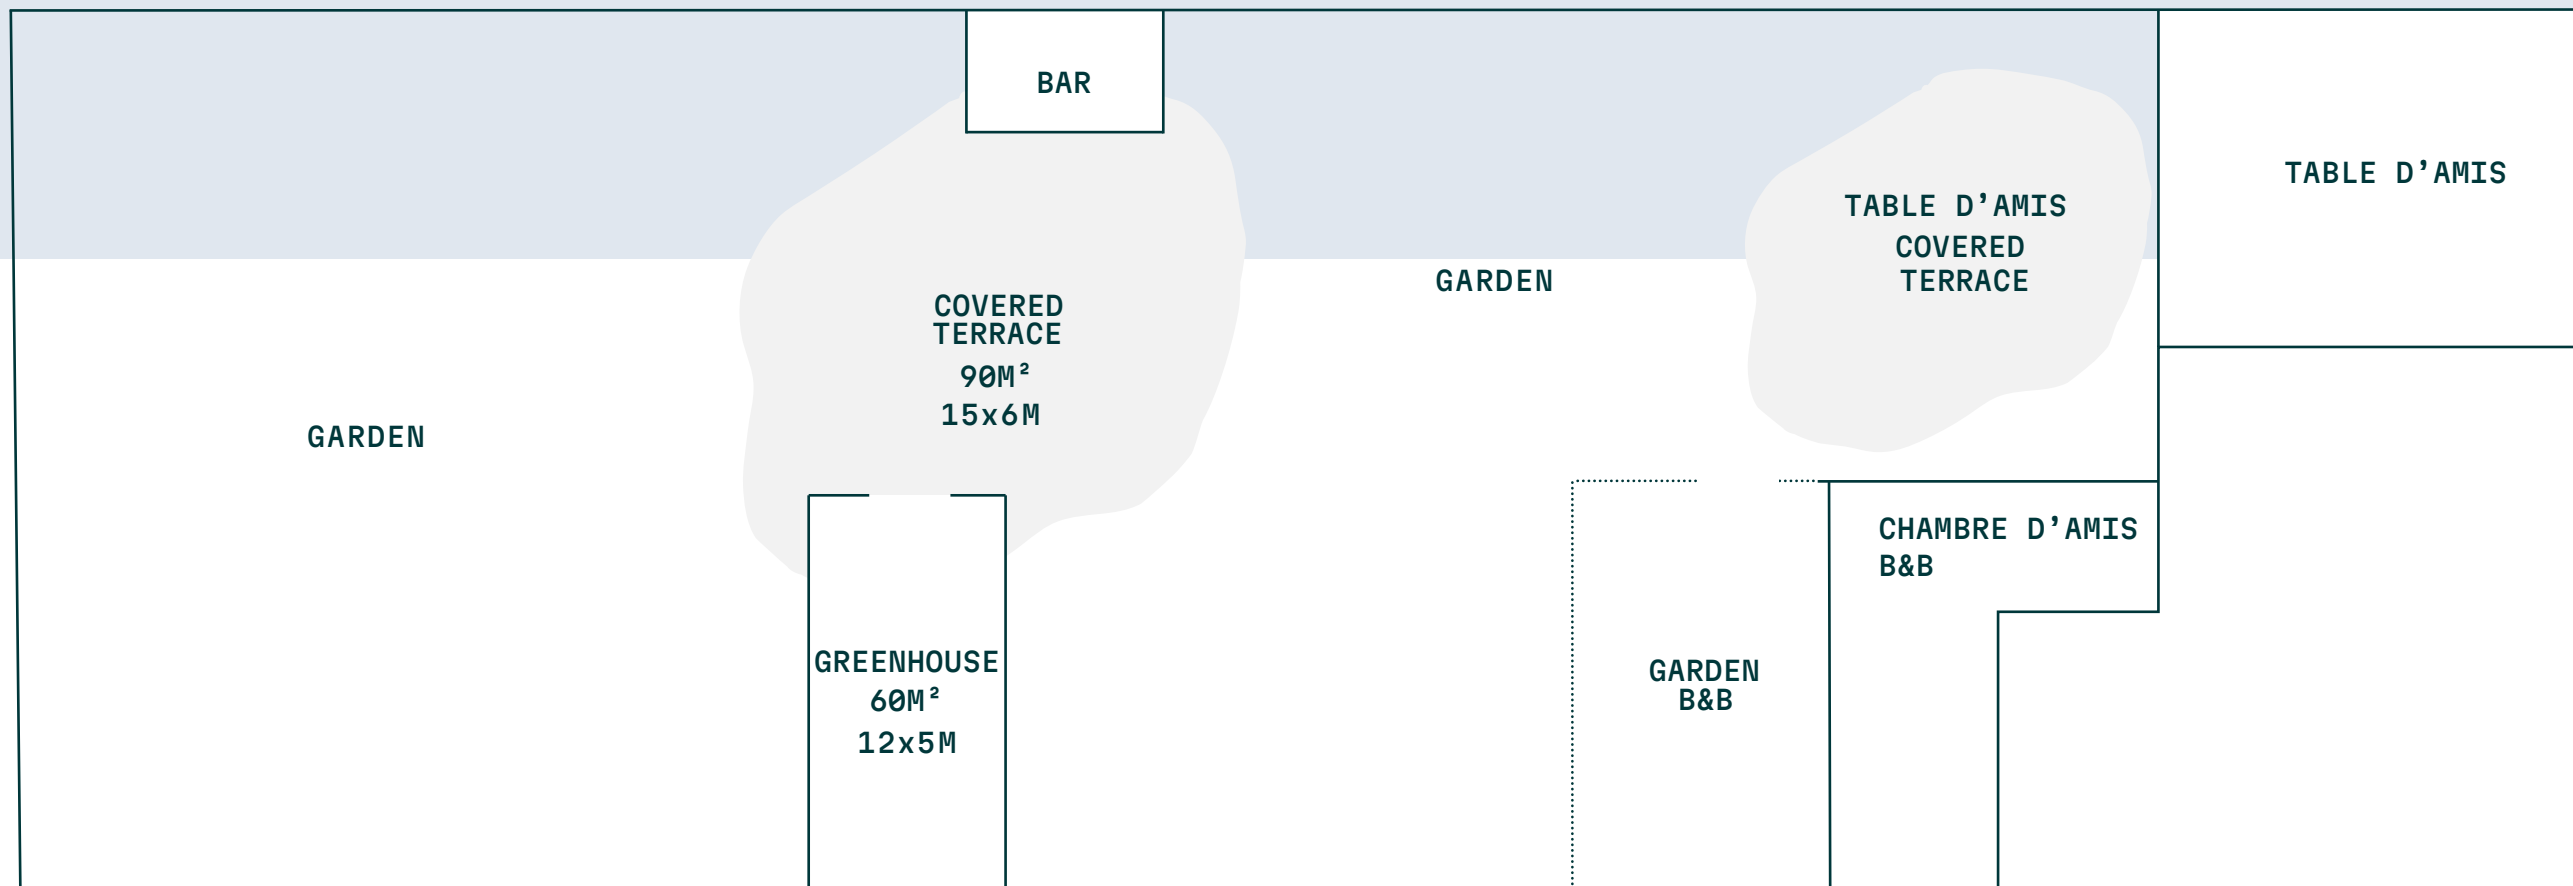 BAR
TABLE D’AMIS
TABLE D’AMIS
COVERED
TERRACE
GARDEN
COVERED
TERRACE
90M²
15x6M
GARDEN
CHAMBRE D’AMIS
B&B
GREENHOUSE
60M²
12x5M
GARDEN
B&B